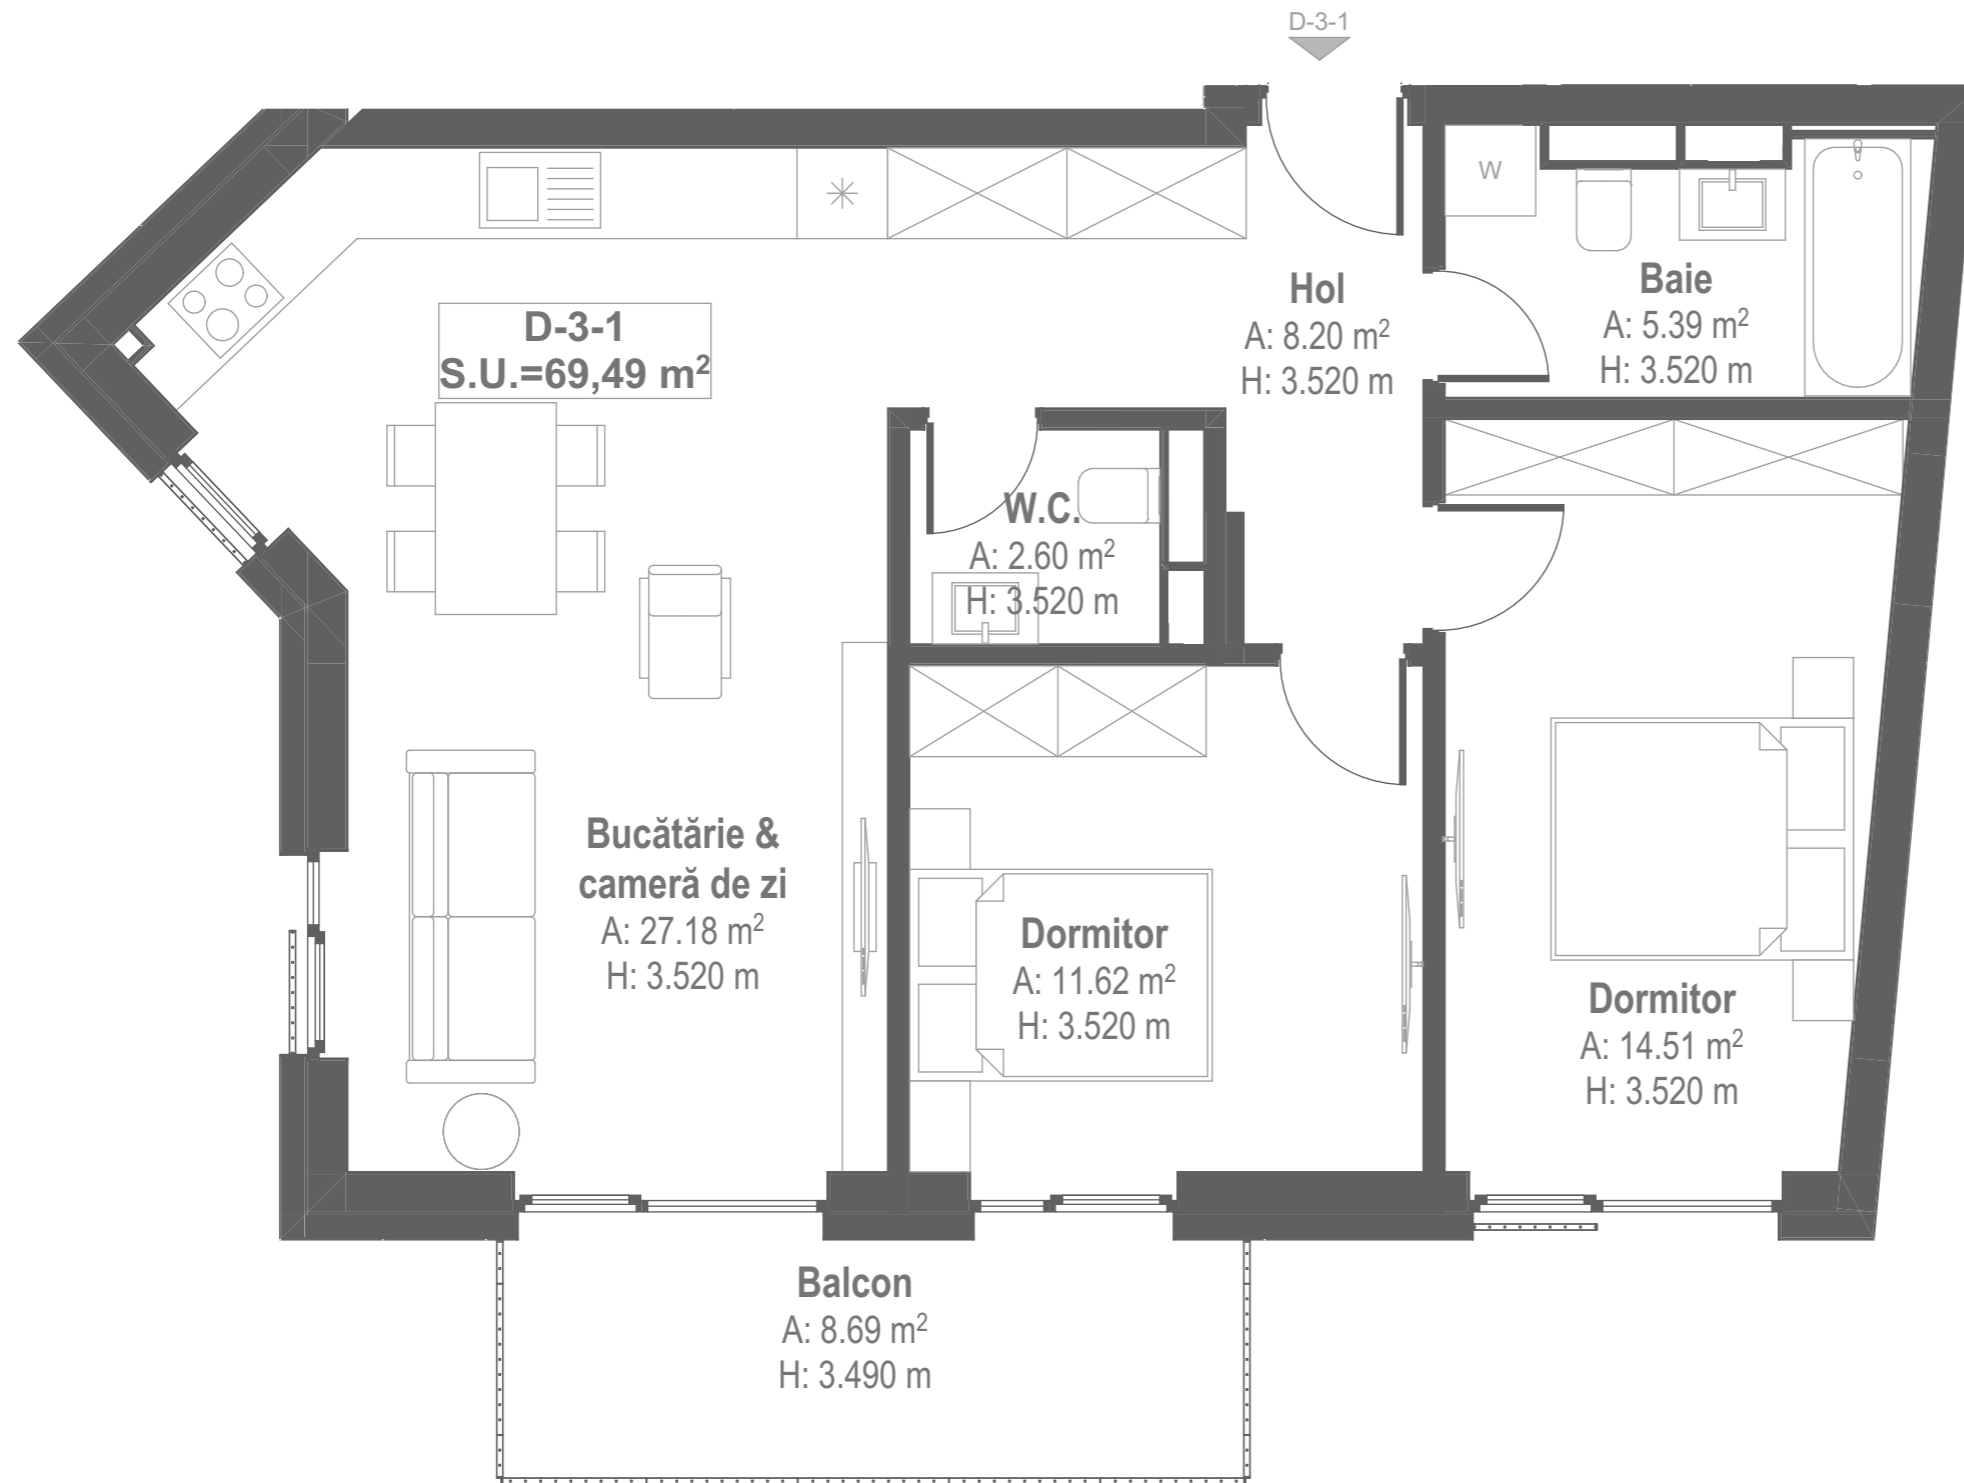 D-3-1
D-3-1
S.U.=69,49 m²
Hol
A: 8.20 m²
H: 3.520 m
W
Baie
A: 5.39 m²
H: 3.520 m
W.C.
A: 2.60 m²
H: 3.520 m
Bucătărie &
cameră de zi
A: 27.18 m²
H: 3.520 m
Dormitor
A: 11.62 m²
H: 3.520 m
Dormitor
A: 14.51 m²
H: 3.520 m
Balcon
A: 8.69 m²
H: 3.490 m